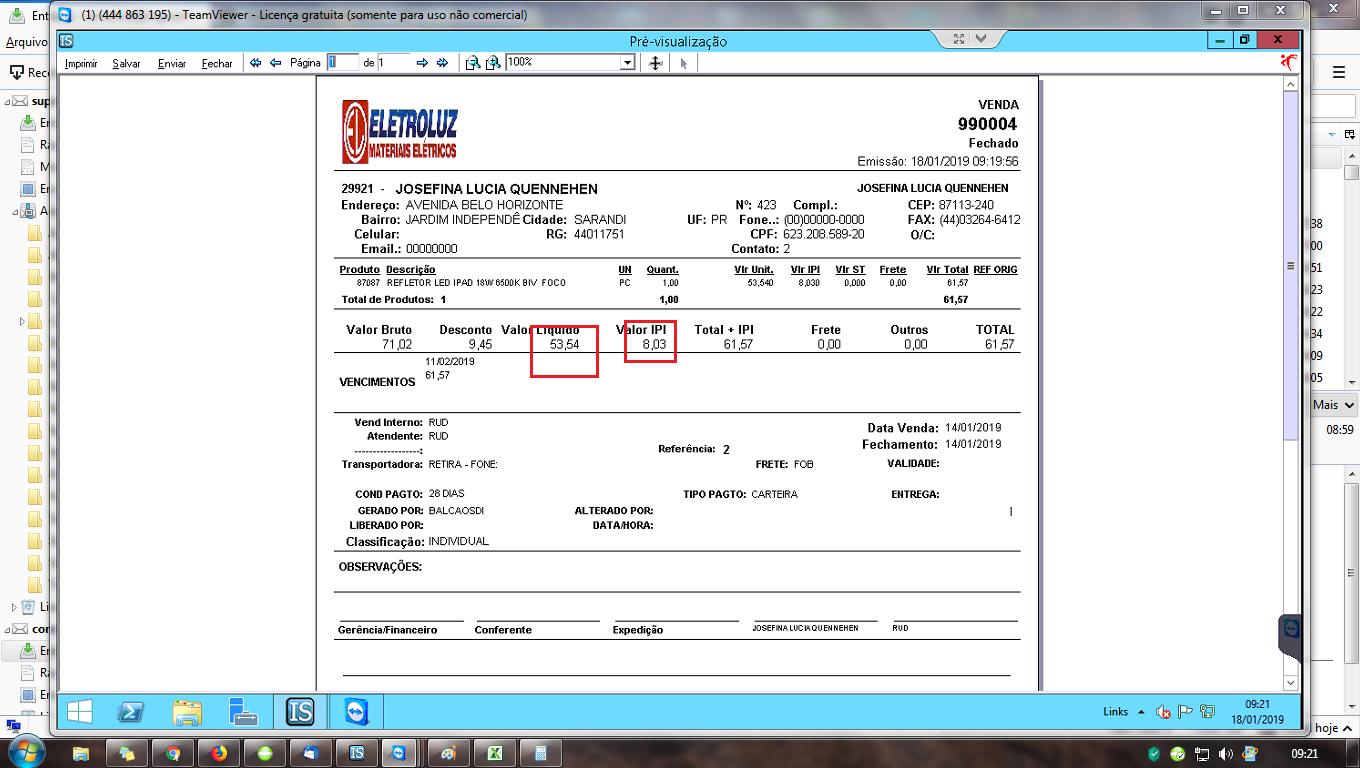 (1) (444 863 195) - TeamViewer - Licença gratuita (somente para uso não comercial)
Arquivo
Pré-visualização
Imprimir Salvar Enviar Fechar Página 1 de 1 100%
ELETROLUZ
MATERIAIS ELÉTRICOS
VENDA
990004
Fechado
Emissão: 18/01/2019 09:19:56
29921 - JOSEFINA LUCIA QUENNEHEN JOSEFINA LUCIA QUENNEHEN
Endereço: AVENIDA BELO HORIZONTE Nº: 423 Compl.: CEP: 87113-240
Bairro: JARDIM INDEPENDÊ Cidade: SARANDI UF: PR Fone..: (00)00000-0000 FAX: (44)03264-6412
Celular: RG: 44011751 CPF: 623.208.589-20 O/C:
Email.: 00000000 Contato: 2
Produto Descrição UN Quant. Vlr Unit. Vlr IPI Vlr ST Frete Vlr Total REF ORIG
87087 REFLETOR LED IPAD 18W 6500K BIV FOCO PC 1,00 53,540 8,030 0,000 0,00 61,57
Total de Produtos: 1 1,00 61,57
Valor Bruto Desconto Valor Líquido Valor IPI Total + IPI Frete Outros TOTAL
71,02 9,45 53,54 8,03 61,57 0,00 0,00 61,57
11/02/2019
61,57
VENCIMENTOS
Vend Interno: RUD
Atendente: RUD
Data Venda: 14/01/2019
Fechamento: 14/01/2019
-----------------:
Referência: 2
Transportadora: RETIRA - FONE: FRETE: FOB VALIDADE:
COND PAGTO: 28 DIAS TIPO PAGTO: CARTEIRA ENTREGA:
GERADO POR: BALCAOSDI ALTERADO POR:
LIBERADO POR: DATA/HORA:
Classificação: INDIVIDUAL
OBSERVAÇÕES:
Gerência/Financeiro Conferente Expedição JOSEFINA LUCIA QUENNEHEN RUD
Mais
08:59
Links
09:21
18/01/2019
hoje
09:21